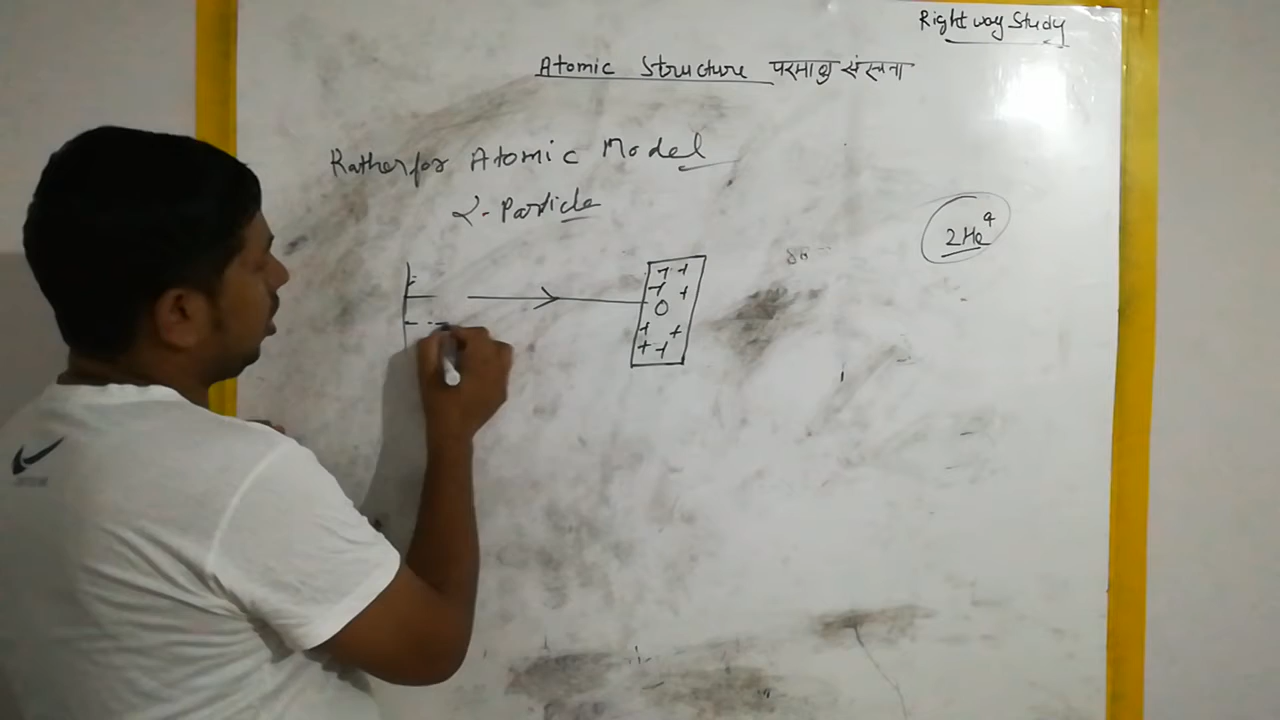 Right way Study
Atomic Structure परमाणु संरचना
Ratherfor Atomic Model
α-Particle
2He4
+ +
+ +
O
+ +
+ +